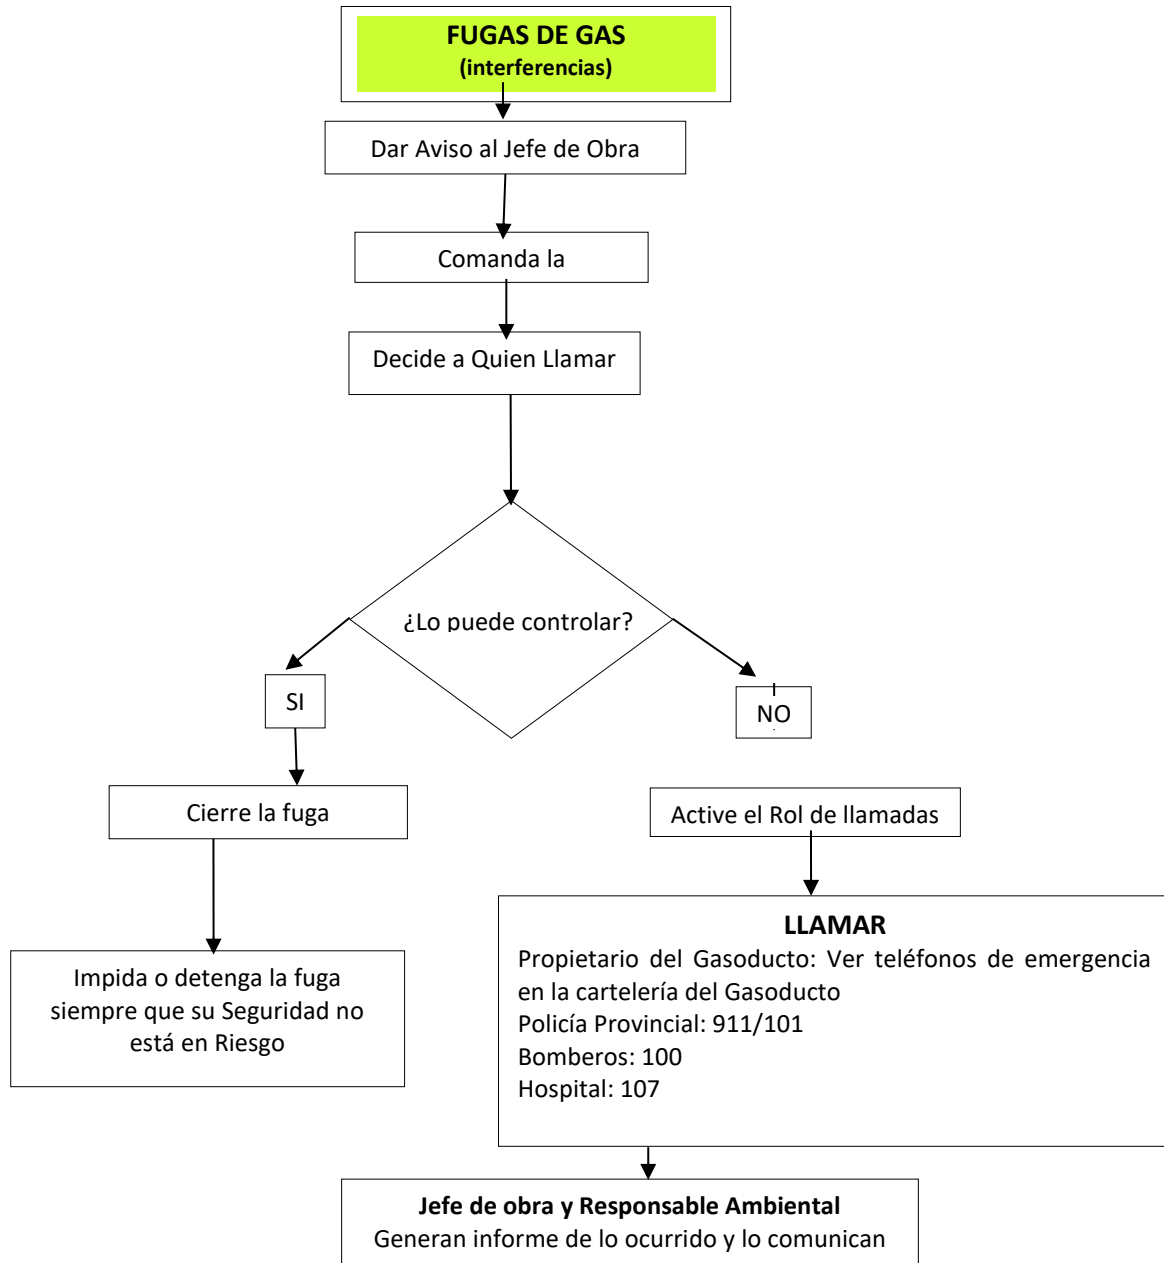 FUGAS DE GAS
(interferencias)
Dar Aviso al Jefe de Obra
Comanda la
Decide a Quien Llamar
¿Lo puede controlar?
SI
NO
Cierre la fuga
Active el Rol de llamadas
Impida o detenga la fuga
siempre que su Seguridad no
está en Riesgo
LLAMAR
Propietario del Gasoducto: Ver teléfonos de emergencia
en la cartelería del Gasoducto
Policía Provincial: 911/101
Bomberos: 100
Hospital: 107
Jefe de obra y Responsable Ambiental
Generan informe de lo ocurrido y lo comunican